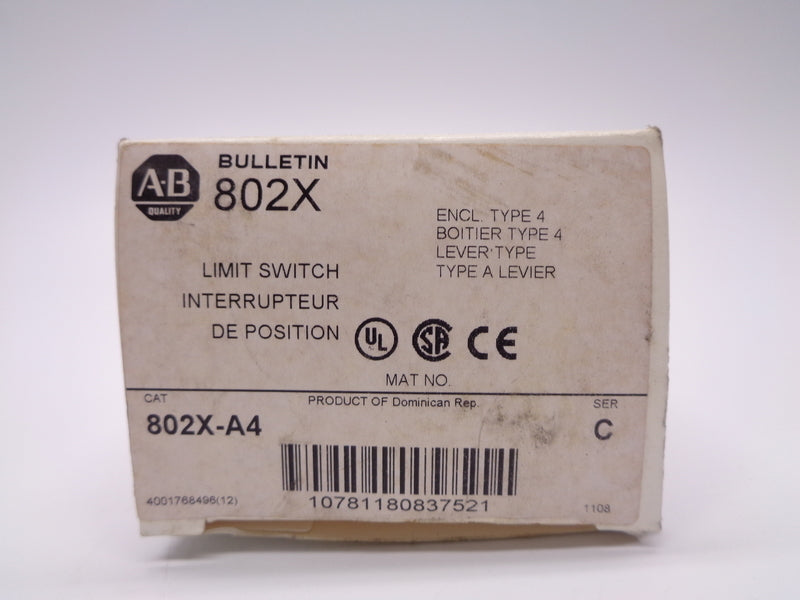 A-B
QUALITY
BULLETIN
802X
LIMIT SWITCH
INTERRUPTEUR
DE POSITION
ENCL. TYPE 4
BOITIER TYPE 4
LEVER TYPE
TYPE A LEVIER
UL
SA
CE
MAT NO.
CAT
PRODUCT OF Dominican Rep.
SER
802X-A4
C
10781180837521
4001768496(12)
1108